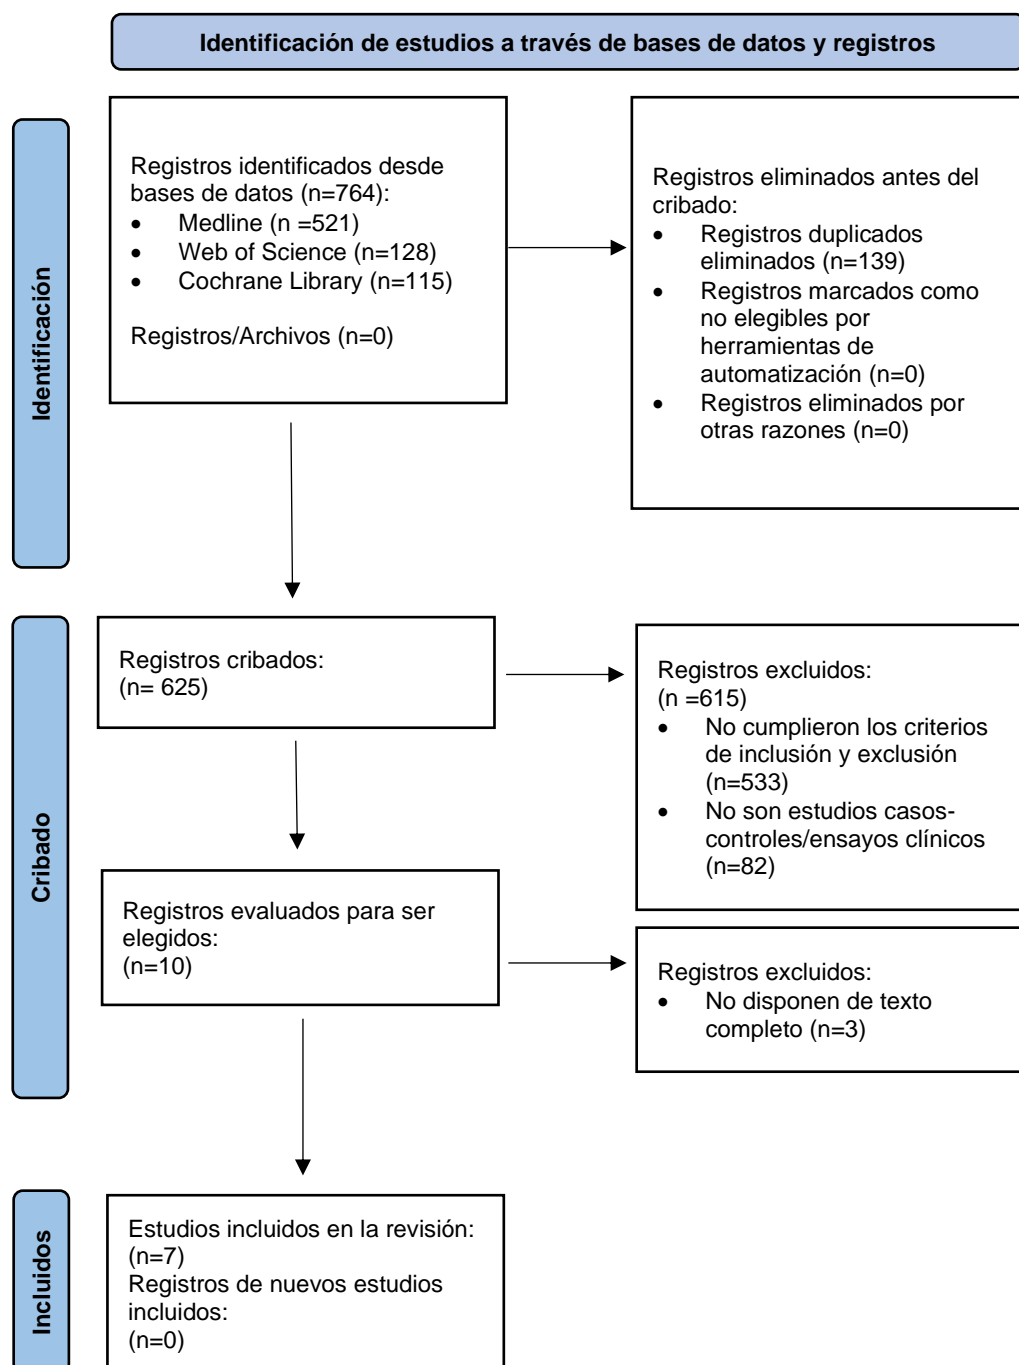 Identificación de estudios a través de bases de datos y registros
Identificación
Registros identificados desde
bases de datos (n=764):
• Medline (n =521)
• Web of Science (n=128)
• Cochrane Library (n=115)
Registros/Archivos (n=0)
Registros eliminados antes del
cribado:
• Registros duplicados
eliminados (n=139)
• Registros marcados como
no elegibles por
herramientas de
automatización (n=0)
• Registros eliminados por
otras razones (n=0)
Cribado
Registros cribados:
(n= 625)
Registros excluidos:
(n =615)
• No cumplieron los criterios
de inclusión y exclusión
(n=533)
• No son estudios casos-
controles/ensayos clínicos
(n=82)
Registros evaluados para ser
elegidos:
(n=10)
Registros excluidos:
• No disponen de texto
completo (n=3)
Incluidos
Estudios incluidos en la revisión:
(n=7)
Registros de nuevos estudios
incluidos:
(n=0)